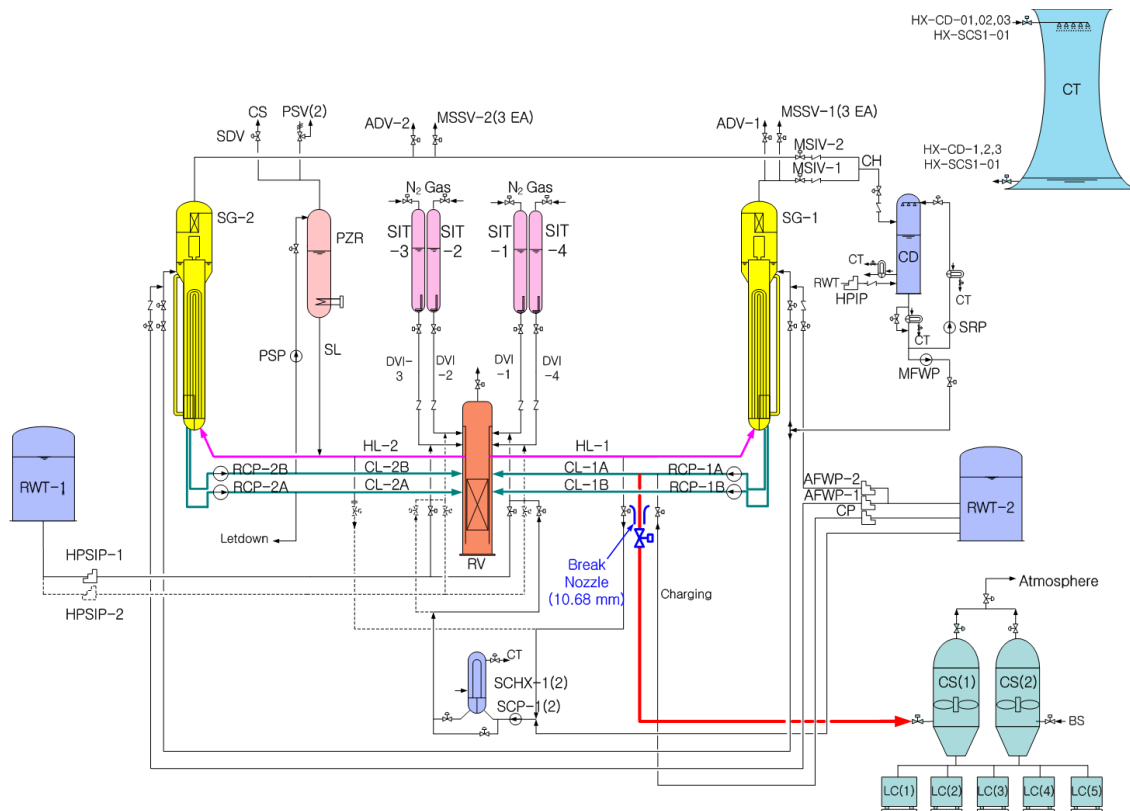 HX-CD-01,02,03
HX-SCS1-01
CT
HX-CD-1,2,3
HX-SCS1-01
CS
PSV(2)
SDV
ADV-2
MSSV-2(3 EA)
ADV-1
MSSV-1(3 EA)
MSIV-2
MSIV-1
CH
N2 Gas
N2 Gas
SG-2
PZR
SIT
-3
SIT
-2
SIT
-1
SIT
-4
SG-1
CD
CT
RWT
HPIP
CT
CT
SRP
MFWP
PSP
SL
DVI-
3
DVI
-2
DVI
-1
DVI
-4
HL-2
HL-1
RWT-1
RCP-2B
CL-2B
CL-1A
RCP-1A
RCP-2A
CL-2A
CL-1B
RCP-1B
AFWP-2
AFWP-1
CP
RWT-2
Letdown
RV
HPSIP-1
HPSIP-2
Break
Nozzle
(10.68 mm)
Charging
Atmosphere
CT
SCHX-1(2)
SCP-1(2)
CS(1)
CS(2)
BS
LC(1)
LC(2)
LC(3)
LC(4)
LC(5)